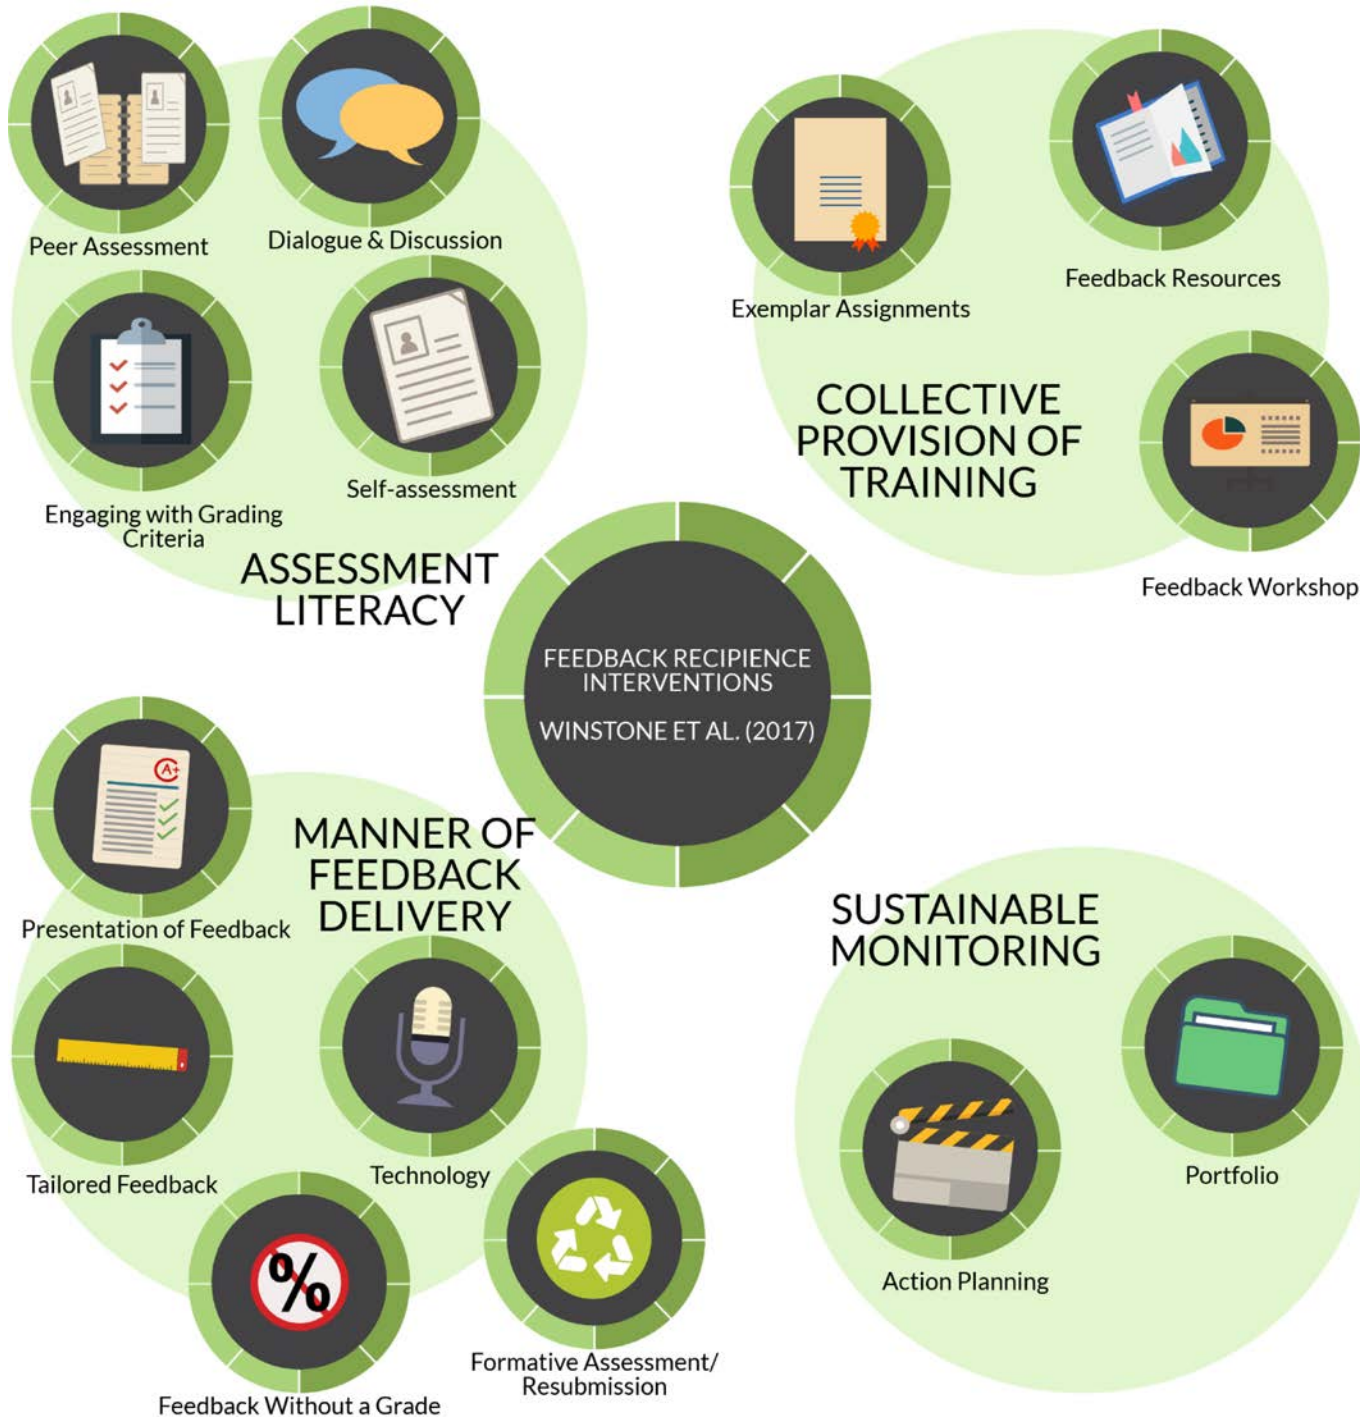 Peer Assessment
Dialogue & Discussion
Engaging with Grading
Criteria
Self-assessment
ASSESSMENT
LITERACY
Exemplar Assignments
Feedback Resources
COLLECTIVE
PROVISION OF
TRAINING
Feedback Workshop
FEEDBACK RECIPIENCE
INTERVENTIONS
WINSTONE ET AL. (2017)
A+
Presentation of Feedback
MANNER OF
FEEDBACK
DELIVERY
Tailored Feedback
Technology
%
Feedback Without a Grade
Formative Assessment/
Resubmission
SUSTAINABLE
MONITORING
Action Planning
Portfolio